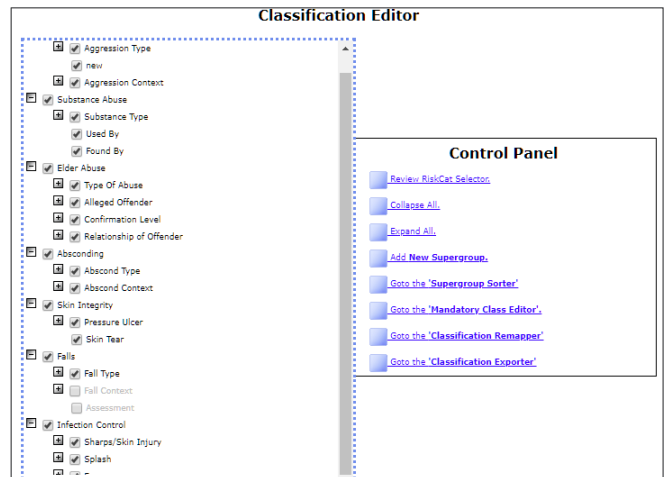 Classification Editor
Aggression Type
new
Aggression Context
Substance Abuse
Substance Type
Used By
Found By
Elder Abuse
Type Of Abuse
Alleged Offender
Confirmation Level
Relationship of Offender
Absconding
Abscond Type
Abscond Context
Skin Integrity
Pressure Ulcer
Skin Tear
Falls
Fall Type
Fall Context
Assessment
Infection Control
Sharps/Skin Injury
Splash
Control Panel
Review RiskCat Selector.
Collapse All.
Expand All.
Add New Supergroup.
Goto the 'Supergroup Sorter'
Goto the 'Mandatory Class Editor'.
Goto the 'Classification Remapper'
Goto the 'Classification Exporter'